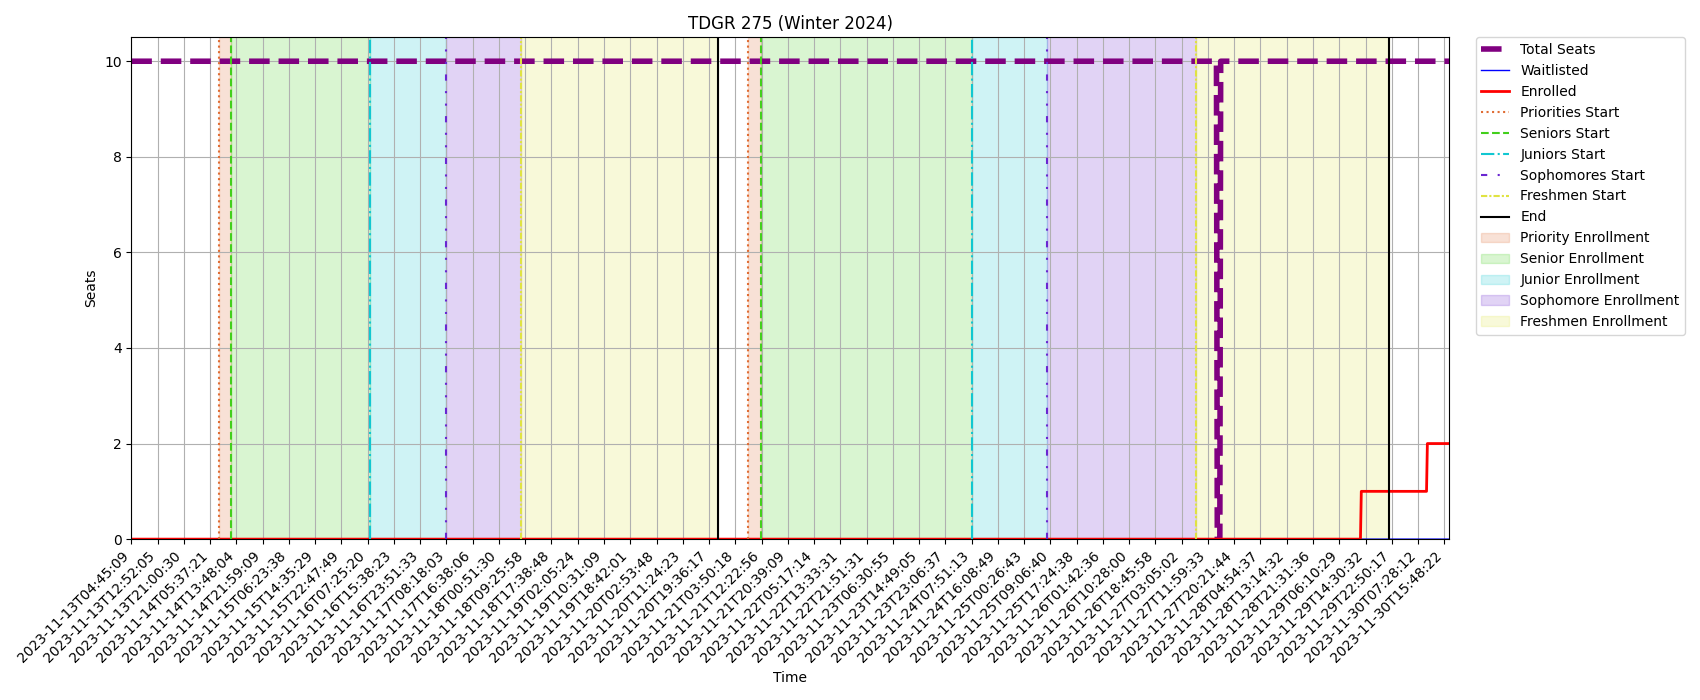 TDGR 275 (Winter 2024)
Seats
10
8
6
4
2
0
2023-11-13T04:45:09
2023-11-13T12:52:05
2023-11-13T21:00:30
2023-11-14T05:37:21
2023-11-14T13:48:04
2023-11-14T21:59:09
2023-11-15T06:23:38
2023-11-15T14:35:29
2023-11-15T22:47:49
2023-11-16T07:25:20
2023-11-16T15:38:23
2023-11-16T23:51:33
2023-11-17T08:18:03
2023-11-17T16:38:06
2023-11-18T00:51:30
2023-11-18T09:25:58
2023-11-18T17:38:48
2023-11-19T02:05:24
2023-11-19T10:31:09
2023-11-19T18:42:01
2023-11-20T02:53:48
2023-11-20T11:24:23
2023-11-20T19:36:17
2023-11-21T03:50:18
2023-11-21T12:22:56
2023-11-21T20:39:09
2023-11-22T05:17:14
2023-11-22T13:33:31
2023-11-22T21:51:31
2023-11-23T06:30:55
2023-11-23T14:49:05
2023-11-23T23:06:37
2023-11-24T07:51:13
2023-11-24T16:08:49
2023-11-25T00:26:43
2023-11-25T09:06:40
2023-11-25T17:24:38
2023-11-26T01:42:36
2023-11-26T10:28:00
2023-11-26T18:45:58
2023-11-27T03:05:02
2023-11-27T11:59:33
2023-11-27T20:21:44
2023-11-28T04:54:37
2023-11-28T13:14:32
2023-11-28T21:31:36
2023-11-29T06:10:29
2023-11-29T14:30:32
2023-11-29T22:50:17
2023-11-30T07:28:12
2023-11-30T15:48:22
Time
Total Seats
Waitlisted
Enrolled
Priorities Start
Seniors Start
Juniors Start
Sophomores Start
Freshmen Start
End
Priority Enrollment
Senior Enrollment
Junior Enrollment
Sophomore Enrollment
Freshmen Enrollment